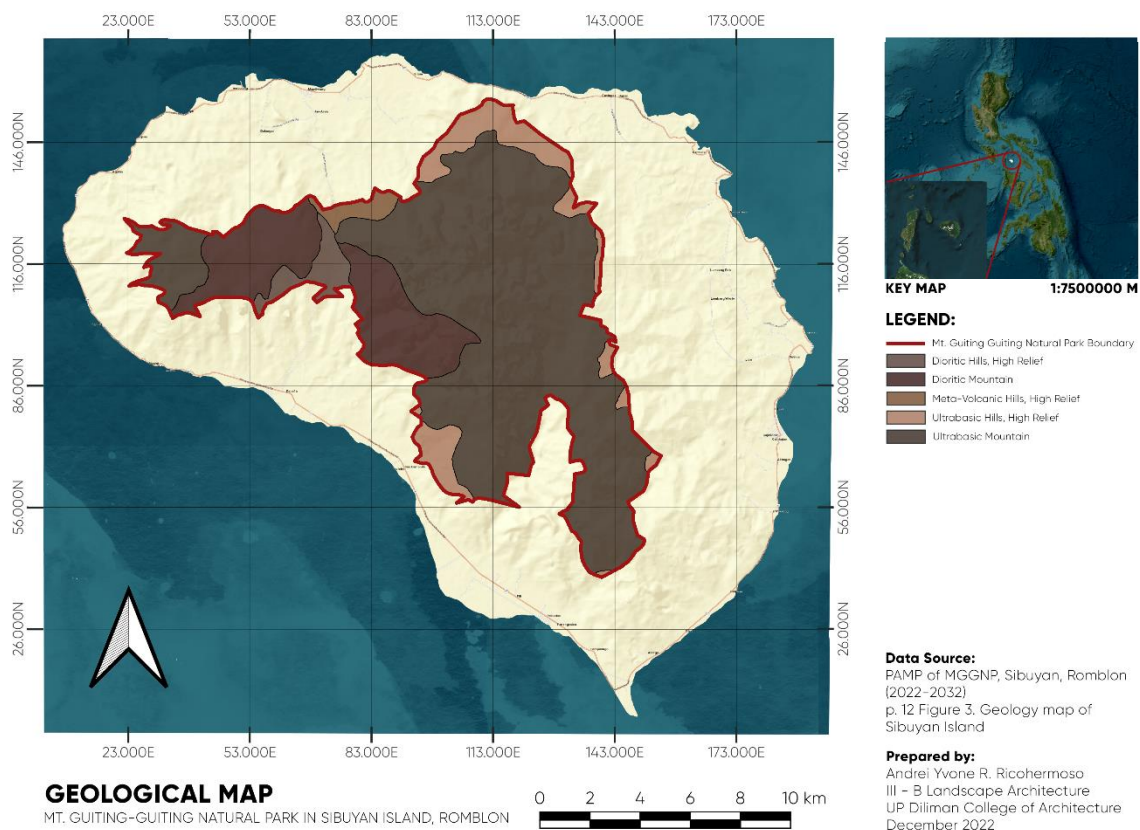 23.000E 53.000E 83.000E 113.000E 143.000E 173.000E
146.000N 146.000N
116.000N 116.000N
86.000N 86.000N
56.000N 56.000N
26.000N 26.000N
23.000E 53.000E 83.000E 113.000E 143.000E 173.000E
GEOLOGICAL MAP
MT. GUITING-GUITING NATURAL PARK IN SIBUYAN ISLAND, ROMBLON
0 2 4 6 8 10 km
KEY MAP 1:7500000 M
LEGEND:
Mt. Guiting Guiting Natural Park Boundary
Dioritic Hills, High Relief
Dioritic Mountain
Meta-Volcanic Hills, High Relief
Ultrabasic Hills, High Relief
Ultrabasic Mountain
Data Source:
PAMP of MGGNP, Sibuyan, Romblon
(2022-2032)
p. 12 Figure 3. Geology map of
Sibuyan Island
Prepared by:
Andrei Yvone R. Ricohermoso
III - B Landscape Architecture
UP Diliman College of Architecture
December 2022